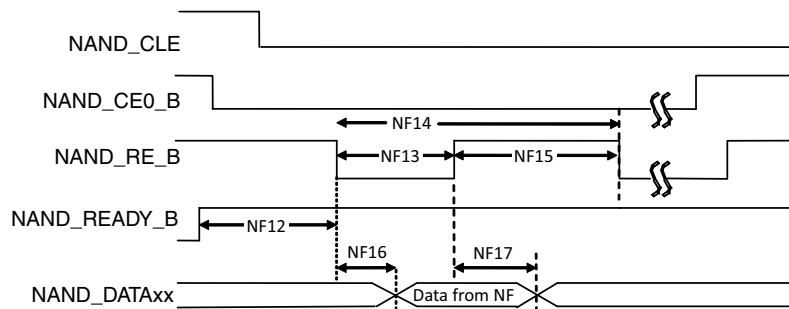 NAND_CLE
NAND_CE0_B
NF14
NAND_RE_B
NF13
NF15
NAND_READY_B
NF12
NF16
NF17
NAND_DATAxx
Data from NF